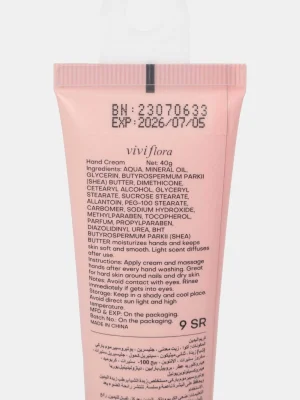 BN:23070633
EXP:2026/07/05
viviflora
Hand Cream Net: 40g
Ingredients: AQUA, MINERAL OIL,
GLYCERIN, BUTYROSPERMUM PARKII
(SHEA) BUTTER, DIMETHICONE,
CETEARYL ALCOHOL, GLYCERYL
STEARATE, SUCROSE STEARATE,
ALLANTOIN, PEG-100 STEARATE,
CARBOMER, SODIUM HYDROXIDE,
METHYLPARABEN, TOCOPHEROL,
PARFUM, PROPYLPARABEN,
DIAZOLIDINYL UREA, BHT
BUTYROSPERMUM PARKII (SHEA)
BUTTER moisturizes hands and keeps
skin soft and smooth. Light scent diffuses with
use.
Instructions: Apply cream and massage
hands after every hand washing. Great
for hard skin around nails and dry skin.
Notes: Avoid contact with eyes. Rinse
immediately if gets into eyes.
Storage: Keep in a shady and cool place.
Avoid direct sun light and high
temperature.
MFG & EXP: On the packaging.
Batch No.: On the packaging.
MADE IN CHINA
9 SR